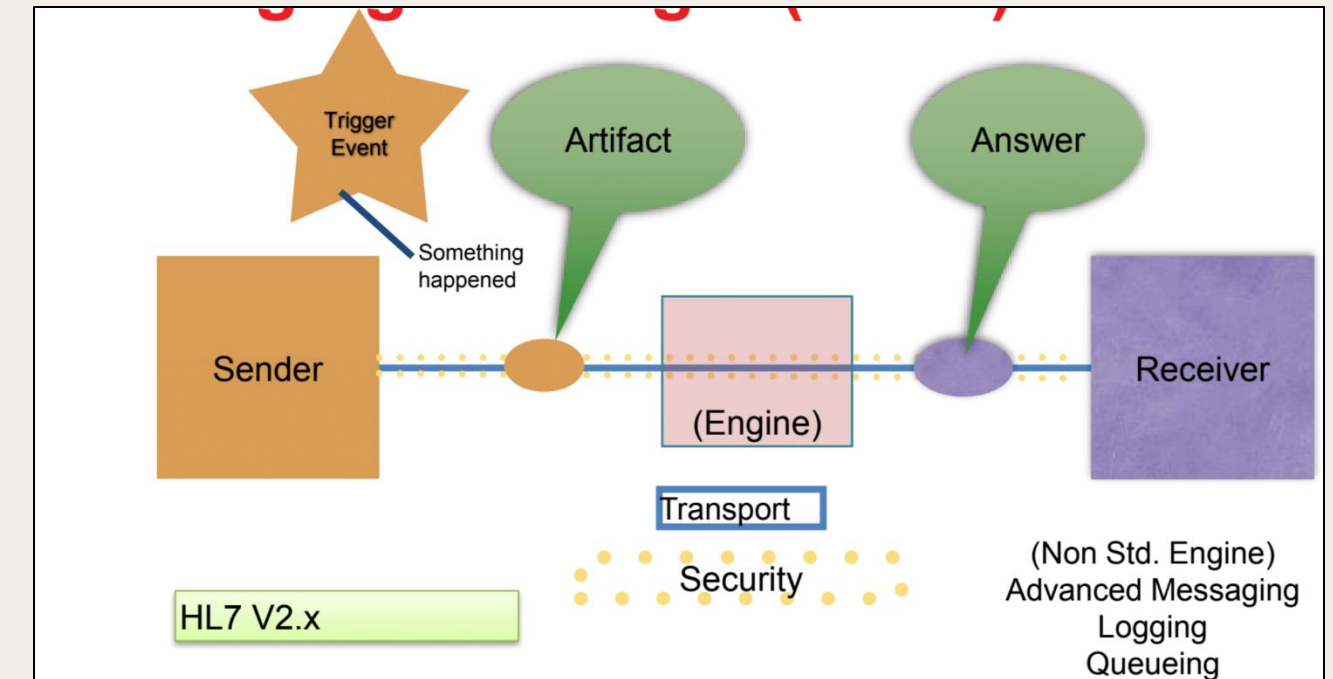 Trigger
Event
Artifact
Answer
Something
happened
Sender
(Engine)
Receiver
Transport
Security
HL7 V2.x
(Non Std. Engine)
Advanced Messaging
Logging
Queueing